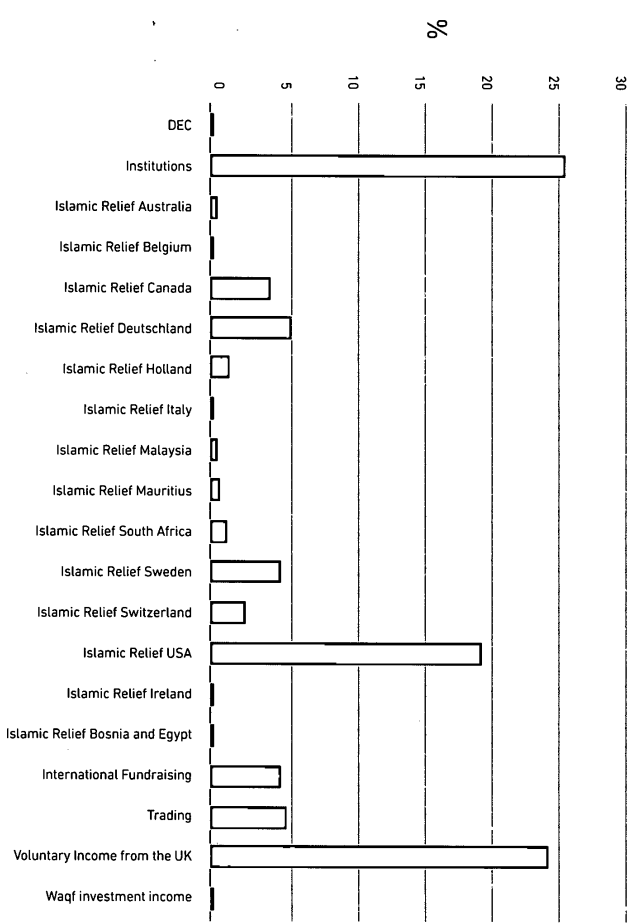 %
0 5 10 15 20 25 30
DEC
Institutions
Islamic Relief Australia
Islamic Relief Belgium
Islamic Relief Canada
Islamic Relief Deutschland
Islamic Relief Holland
Islamic Relief Italy
Islamic Relief Malaysia
Islamic Relief Mauritius
Islamic Relief South Africa
Islamic Relief Sweden
Islamic Relief Switzerland
Islamic Relief USA
Islamic Relief Ireland
Islamic Relief Bosnia and Egypt
International Fundraising
Trading
Voluntary Income from the UK
Waqf investment income